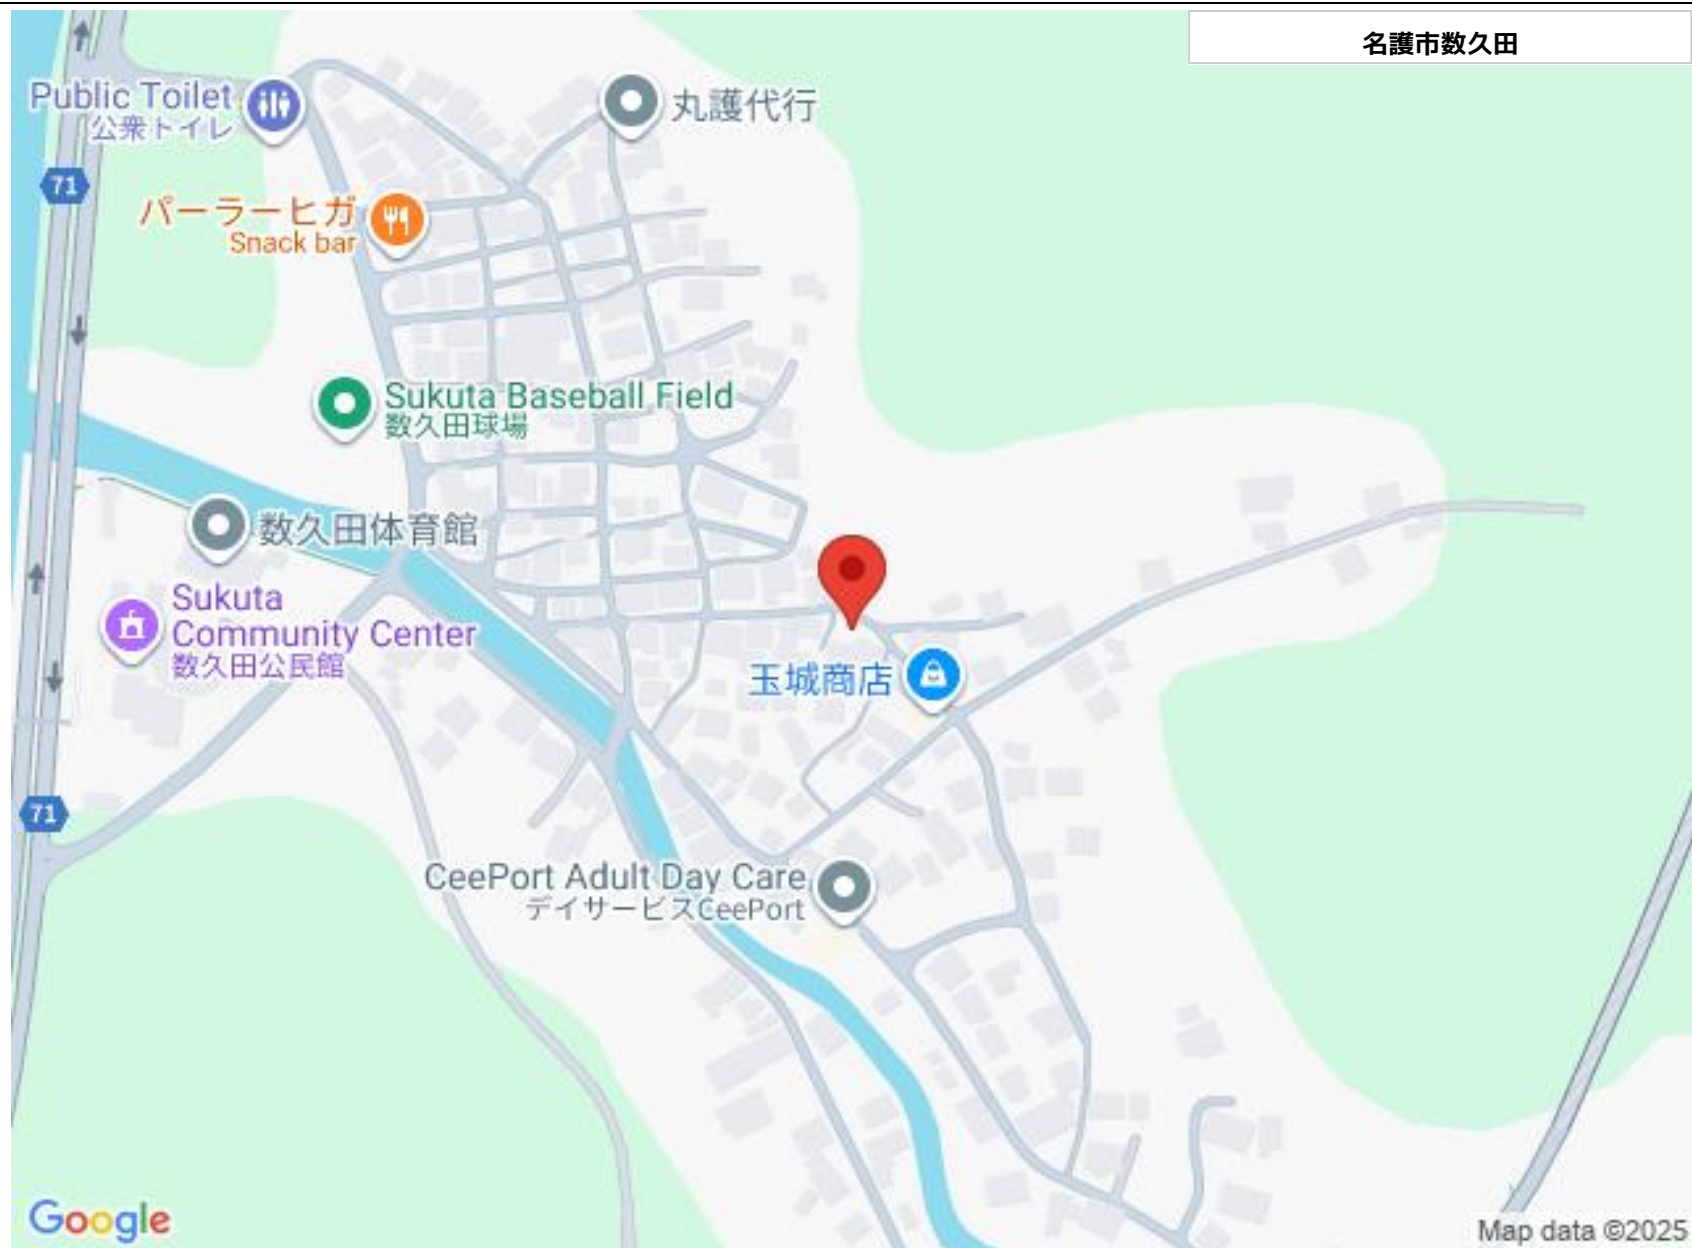 名護市数久田
Public Toilet
公衆トイレ
丸護代行
71
パーラーヒガ
Snack bar
Sukuta Baseball Field
数久田球場
数久田体育館
Sukuta
Community Center
数久田公民館
玉城商店
71
CeePort Adult Day Care
デイサービスCeePort
Google
Map data ©2025